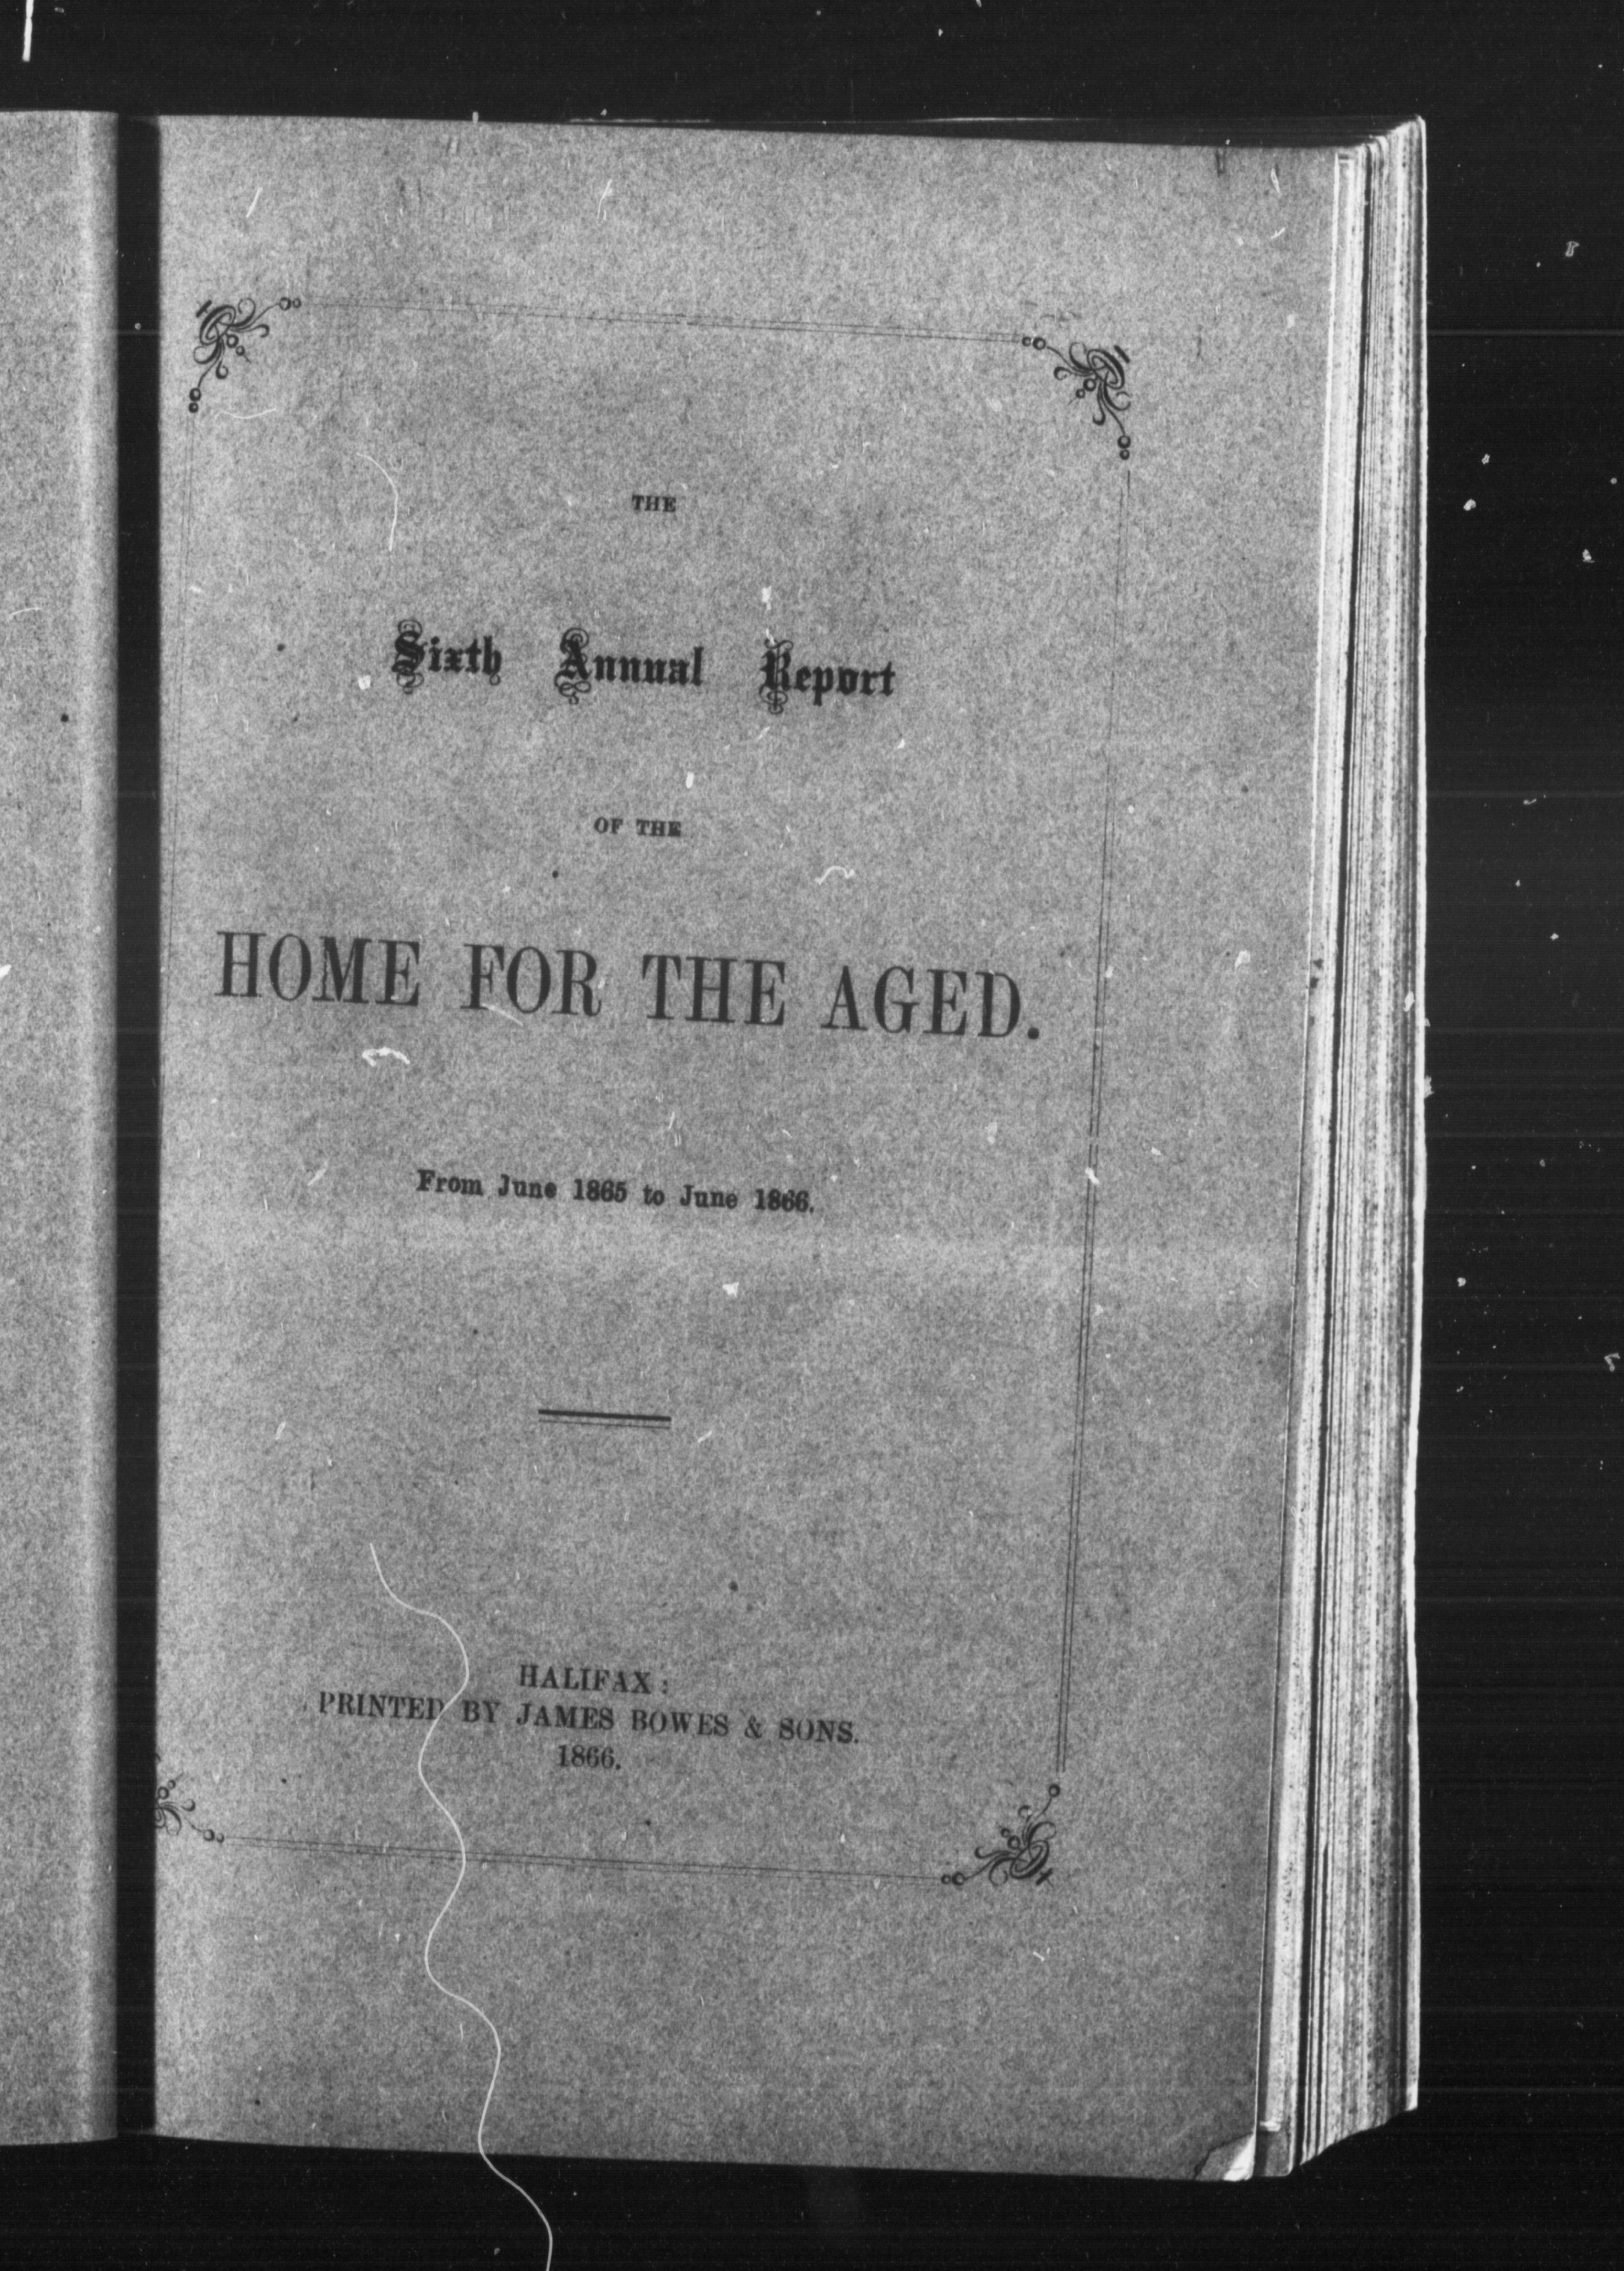 THE
Sixth Annual Report
OF THE
HOME FOR THE AGED.
From June 1865 to June 1866.
HALIFAX:
PRINTED BY JAMES BOWES & SONS.
1866.